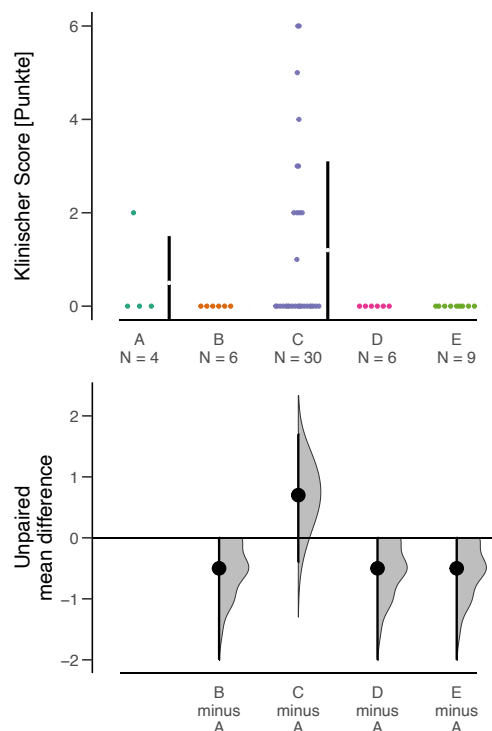 Klinischer Score [Punkte]
6
4
2
0
A
N = 4
B
N = 6
C
N = 30
D
N = 6
E
N = 9
Unpaired
mean difference
2
1
0
−1
−2
B
minus
A
C
minus
A
D
minus
A
E
minus
A